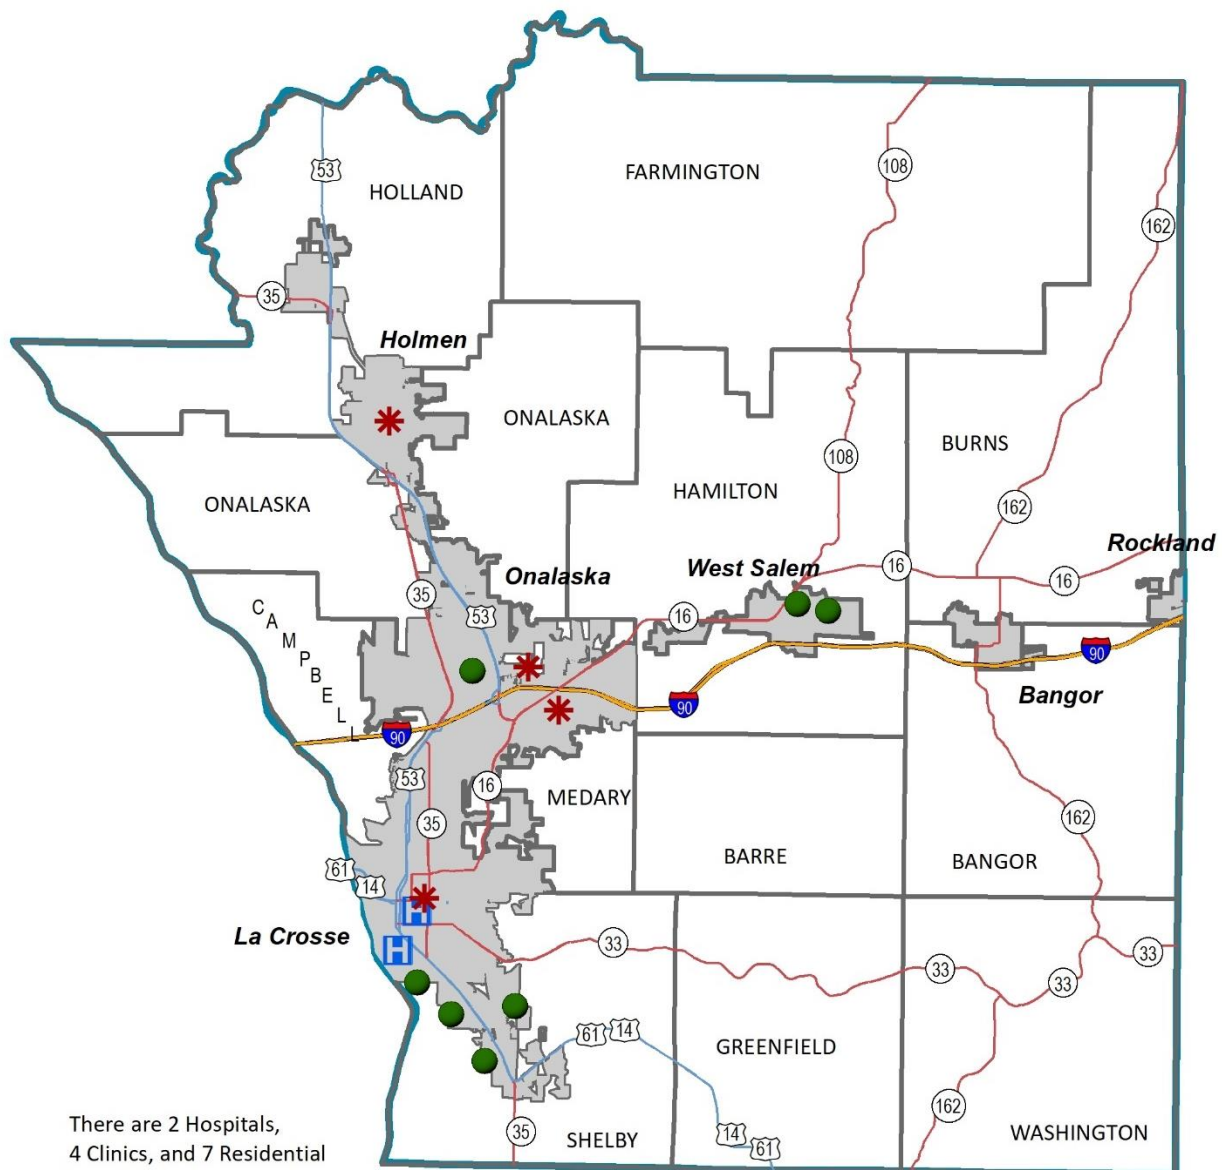 53
HOLLAND
FARMINGTON
108
162
35
Holmen
ONALASKA
BURNS
108
HAMILTON
ONALASKA
162
Rockland
West Salem
16
Onalaska
16
35
53
16
CAMPBELL
90
Bangor
90
90
53
16
MEDARY
35
162
BARRE
BANGOR
61
14
H
La Crosse
H
33
33
33
33
61
14
GREENFIELD
162
There are 2 Hospitals,
4 Clinics, and 7 Residential
35
SHELBY
14
61
WASHINGTON